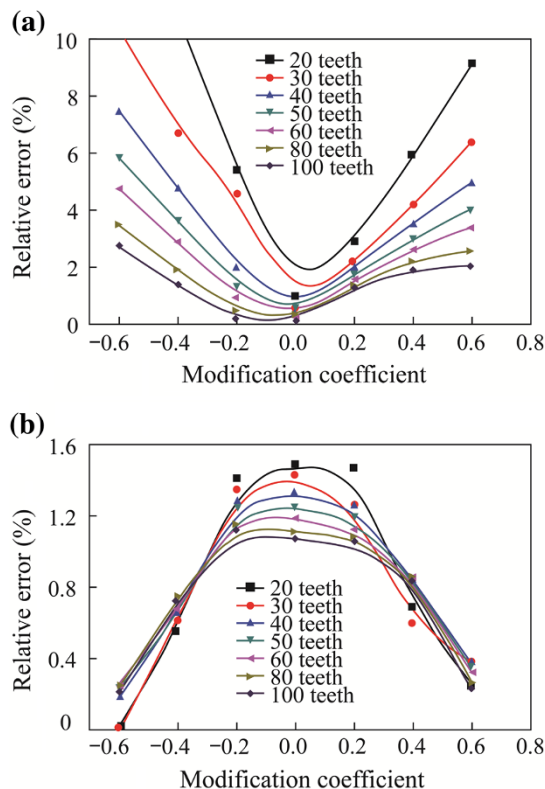 (a)
10
8
6
4
2
0
Relative error (%)
20 teeth
30 teeth
40 teeth
50 teeth
60 teeth
80 teeth
100 teeth
−0.6 −0.4 −0.2 0.0 0.2 0.4 0.6 0.8
Modification coefficient
(b)
1.6
1.2
0.8
0.4
0
Relative error (%)
20 teeth
30 teeth
40 teeth
50 teeth
60 teeth
80 teeth
100 teeth
−0.6 −0.4 −0.2 0.0 0.2 0.4 0.6 0.8
Modification coefficient